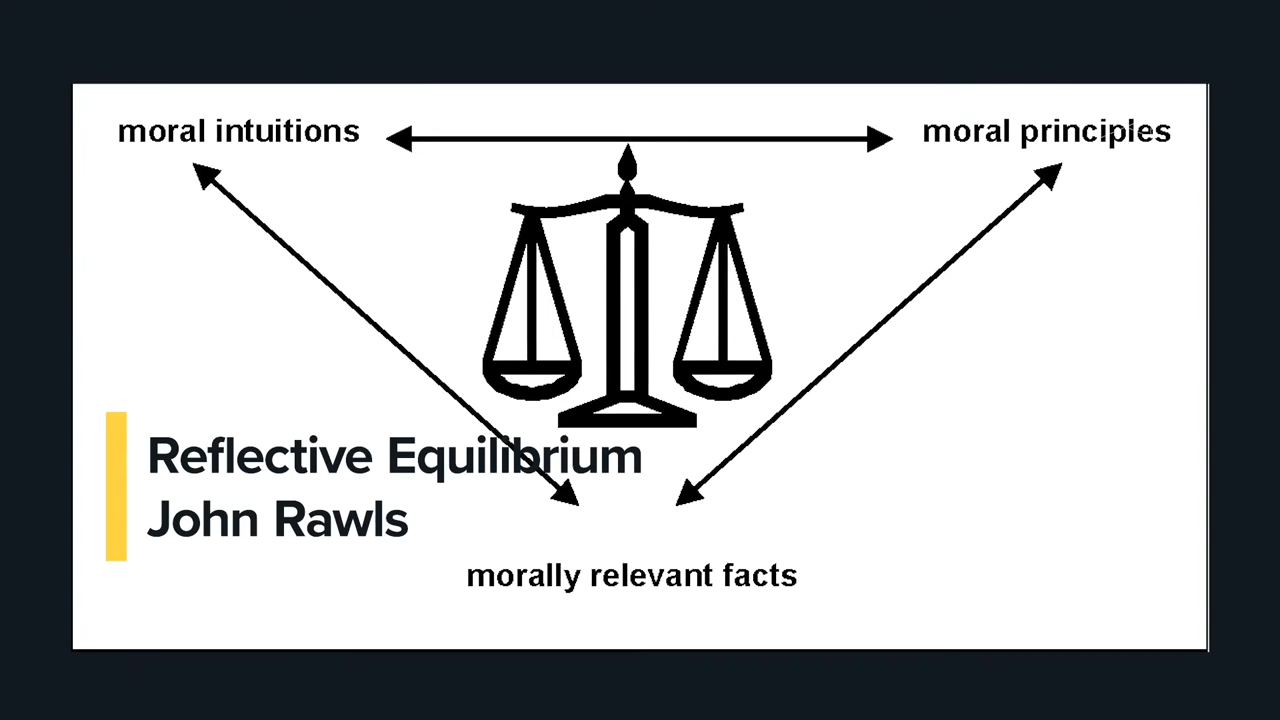 moral intuitions
moral principles
Reflective Equilibrium
John Rawls
morally relevant facts